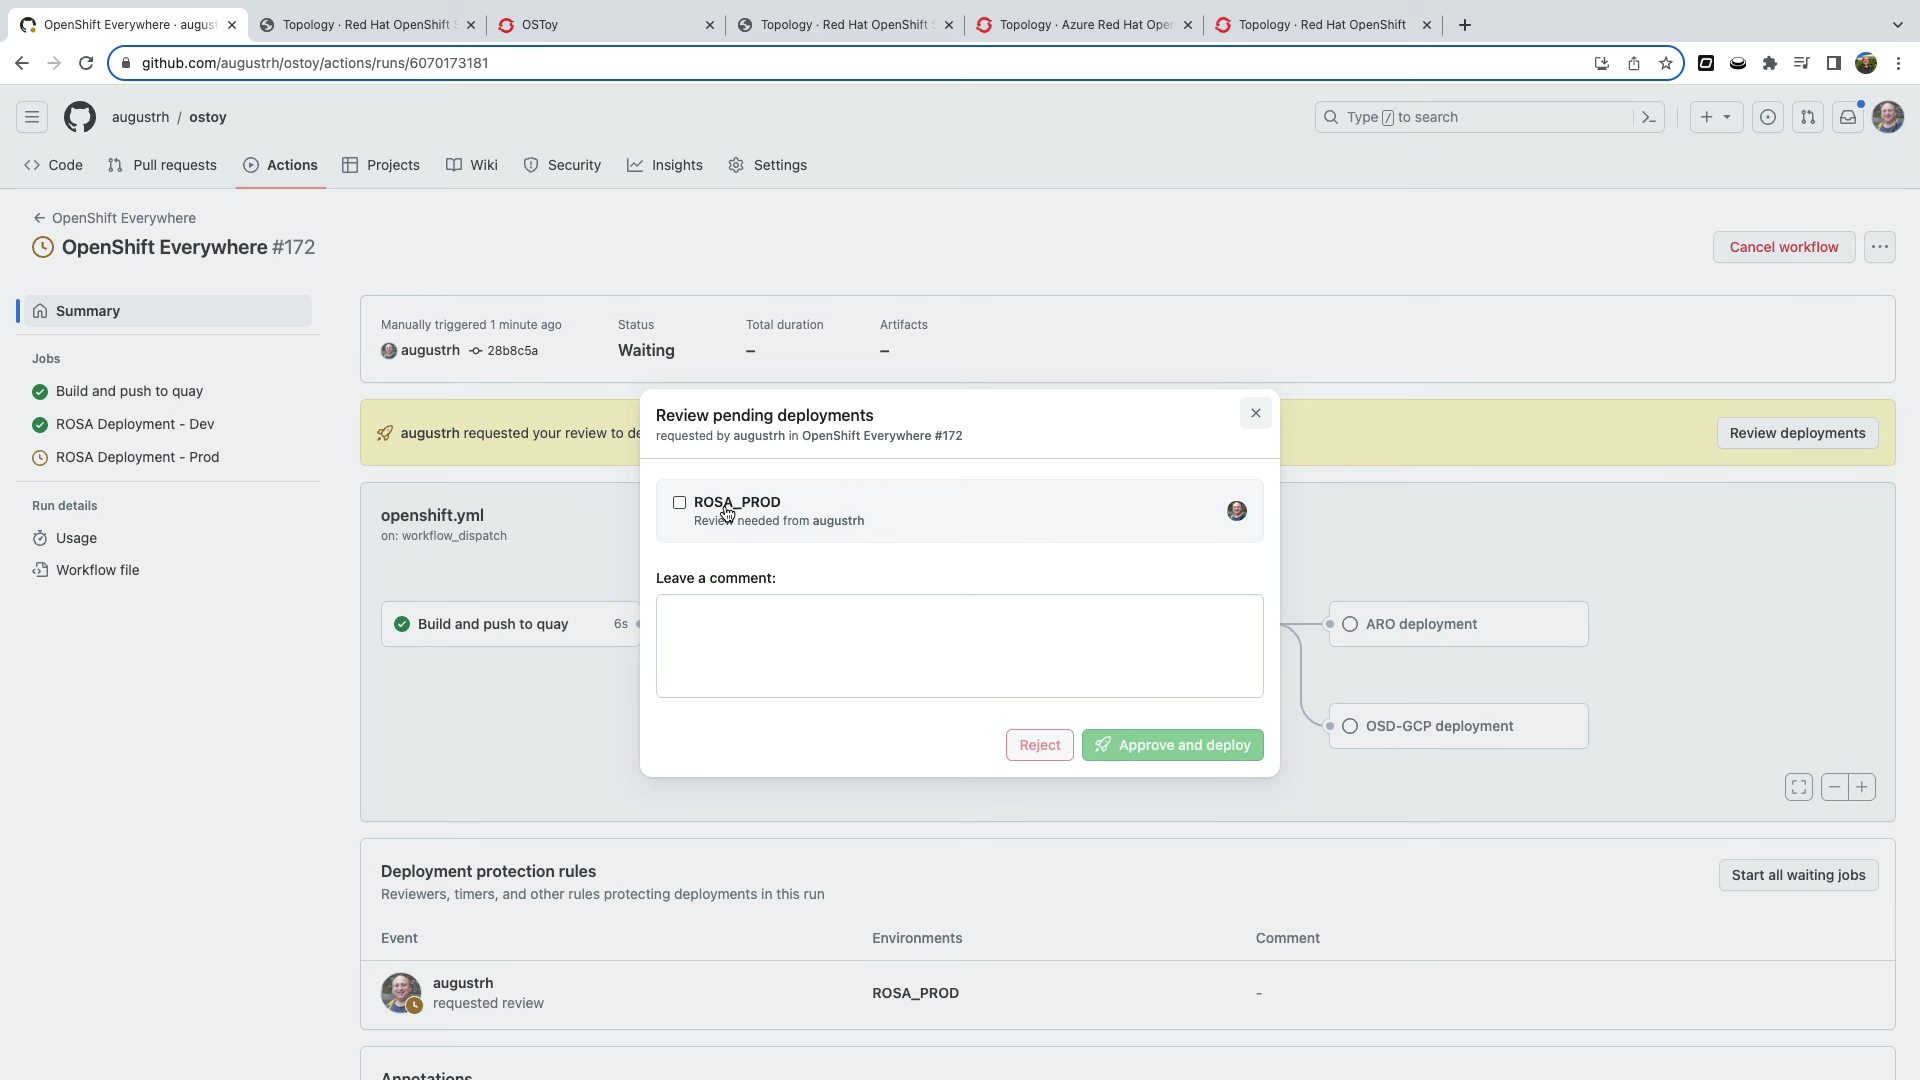 OpenShift Everywhere · august
Topology · Red Hat OpenShift S
OSToy
Topology · Red Hat OpenShift S
Topology · Azure Red Hat Open
Topology · Red Hat OpenShift
github.com/augustrh/ostoy/actions/runs/6070173181
augustrh / ostoy
Type / to search
Code
Pull requests
Actions
Projects
Wiki
Security
Insights
Settings
← OpenShift Everywhere
OpenShift Everywhere #172
Cancel workflow
Summary
Jobs
Build and push to quay
ROSA Deployment - Dev
ROSA Deployment - Prod
Run details
Usage
Workflow file
Manually triggered 1 minute ago
augustrh 28b8c5a
Status
Waiting
Total duration
–
Artifacts
–
augustrh requested your review to de
Review deployments
openshift.yml
on: workflow_dispatch
Build and push to quay 6s
Review pending deployments
requested by augustrh in OpenShift Everywhere #172
ROSA_PROD
Review needed from augustrh
Leave a comment:
Reject
Approve and deploy
ARO deployment
OSD-GCP deployment
Deployment protection rules
Reviewers, timers, and other rules protecting deployments in this run
Start all waiting jobs
Event
Environments
Comment
augustrh
requested review
ROSA_PROD
-
Annotations